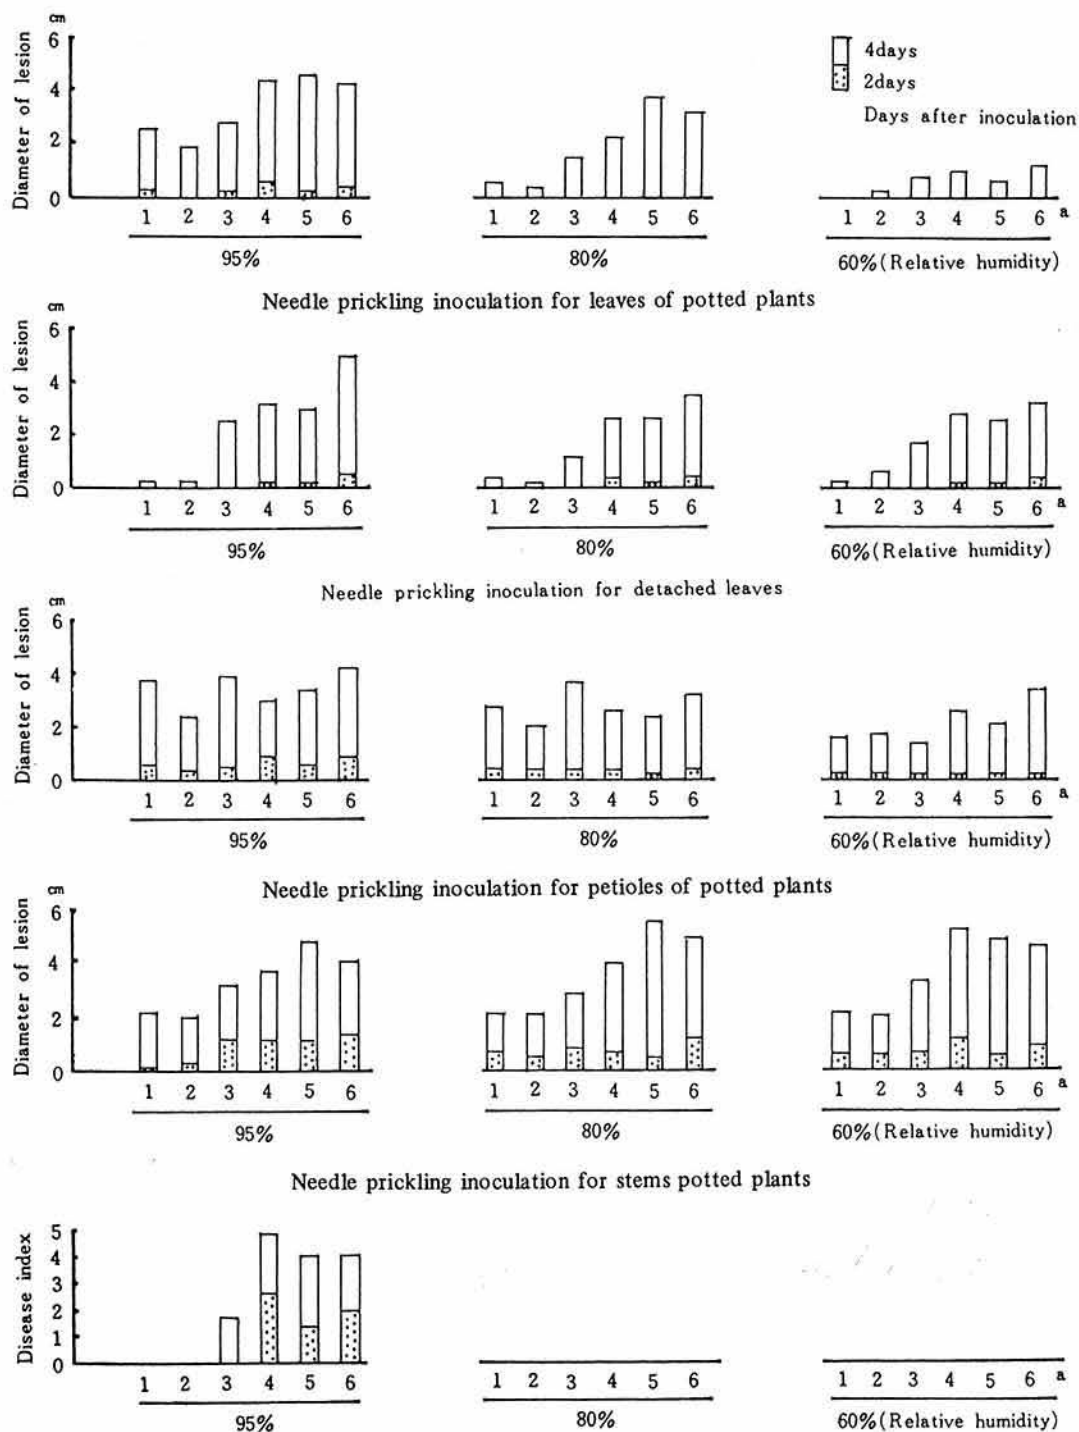 cm
6
4
2
0
Diameter of lesion
4days
2days
Days after inoculation
1 2 3 4 5 6 1 2 3 4 5 6 1 2 3 4 5 6 a
95% 80% 60%(Relative humidity)
Needle prickling inoculation for leaves of potted plants
cm
6
4
2
0
Diameter of lesion
1 2 3 4 5 6 1 2 3 4 5 6 1 2 3 4 5 6 a
95% 80% 60%(Relative humidity)
Needle prickling inoculation for detached leaves
cm
6
4
2
0
Diameter of lesion
1 2 3 4 5 6 1 2 3 4 5 6 1 2 3 4 5 6 a
95% 80% 60%(Relative humidity)
Needle prickling inoculation for petioles of potted plants
cm
6
4
2
0
Diameter of lesion
1 2 3 4 5 6 1 2 3 4 5 6 1 2 3 4 5 6 a
95% 80% 60%(Relative humidity)
Needle prickling inoculation for stems potted plants
5
4
3
2
1
0
Disease index
1 2 3 4 5 6 1 2 3 4 5 6 1 2 3 4 5 6 a
95% 80% 60%(Relative humidity)